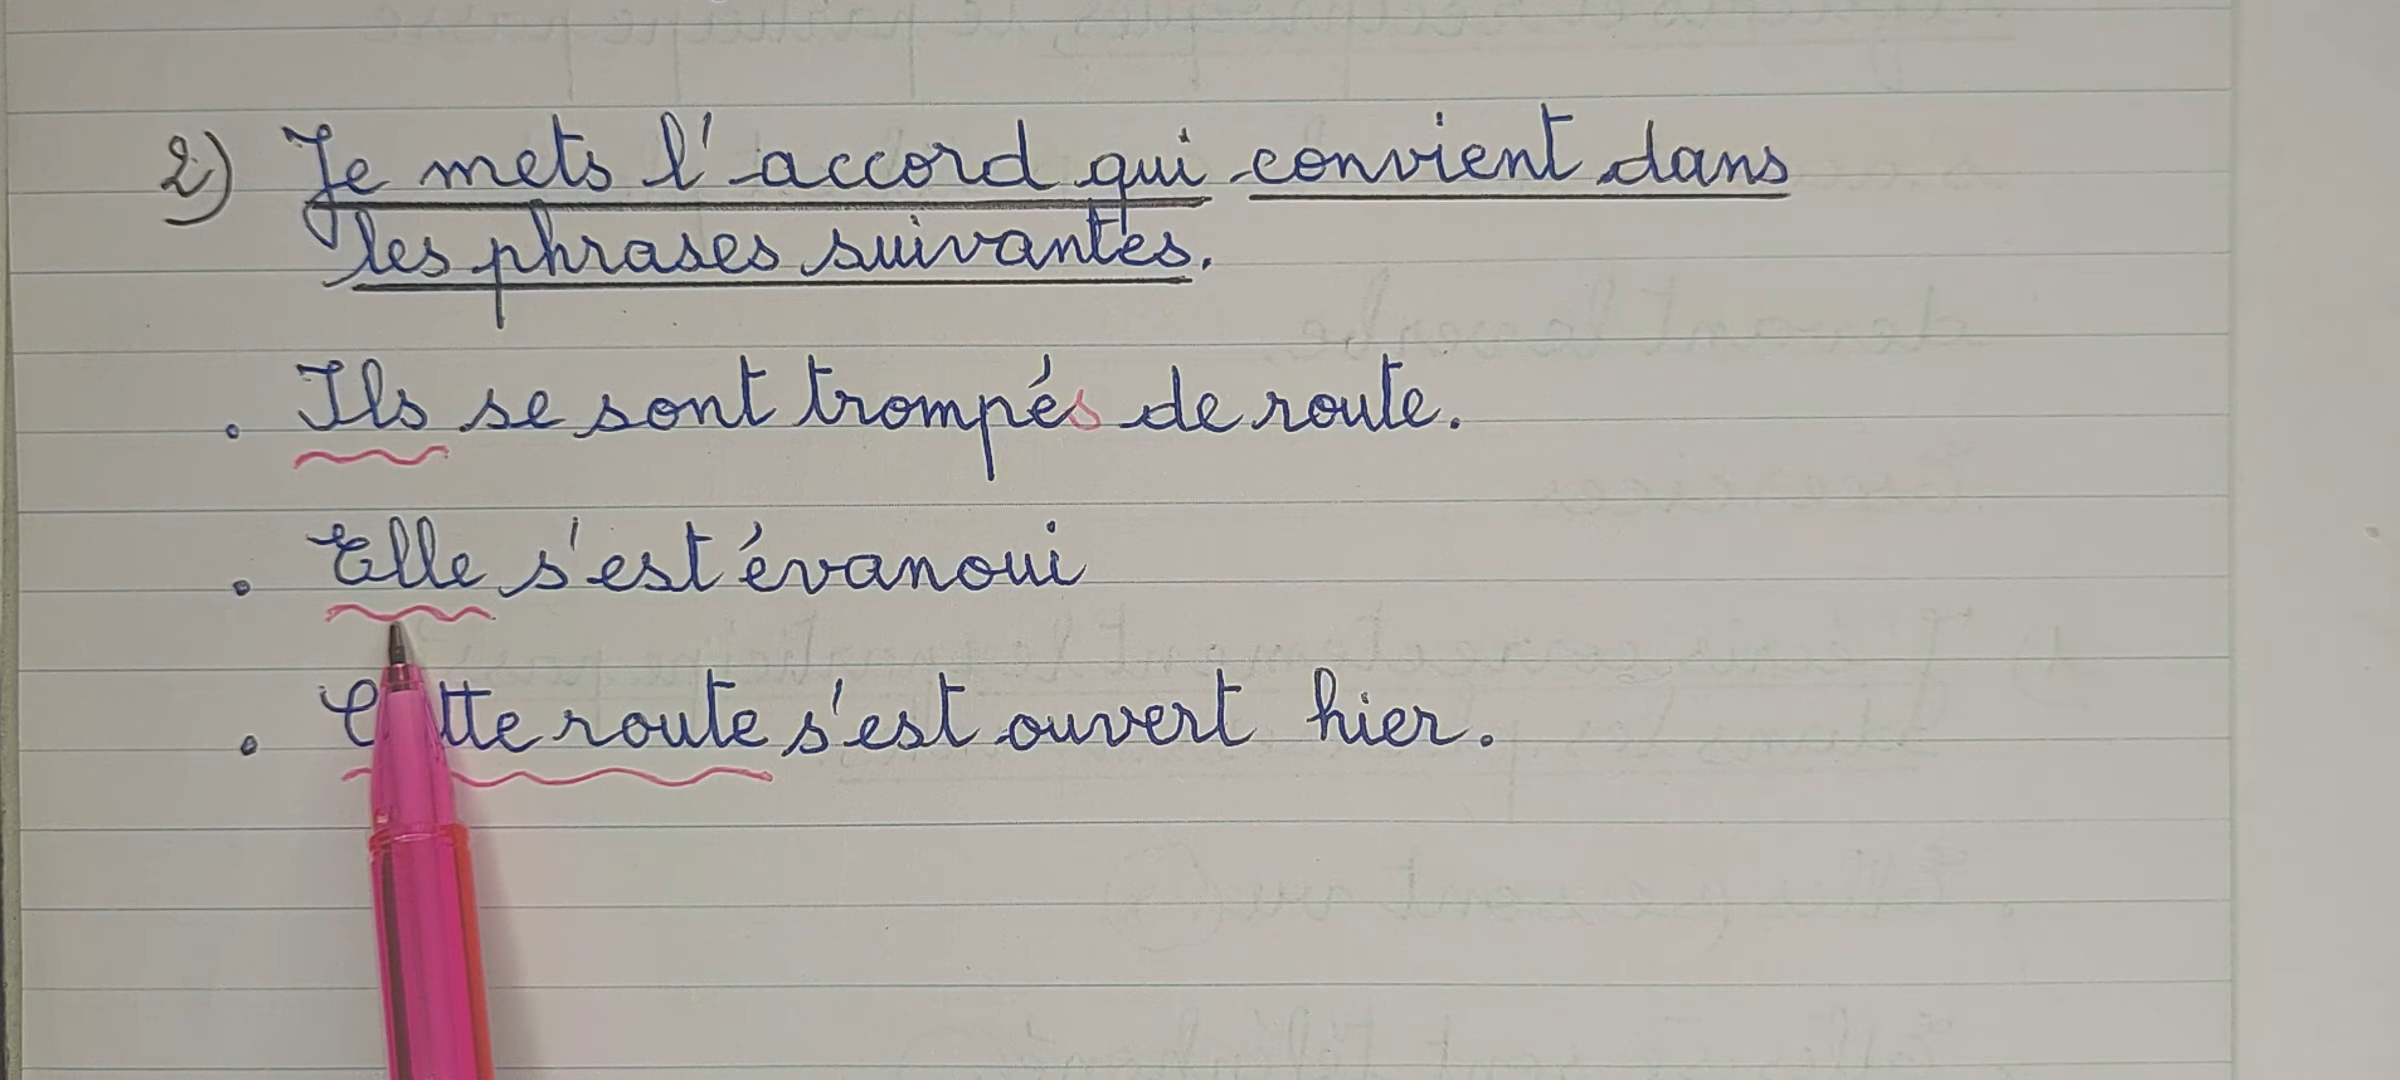 2) Je mets l'accord qui convient dans
les phrases suivantes.
. Ils se sont trompés de route.
. Elle s'est évanoui
. Cette route s'est ouvert hier.